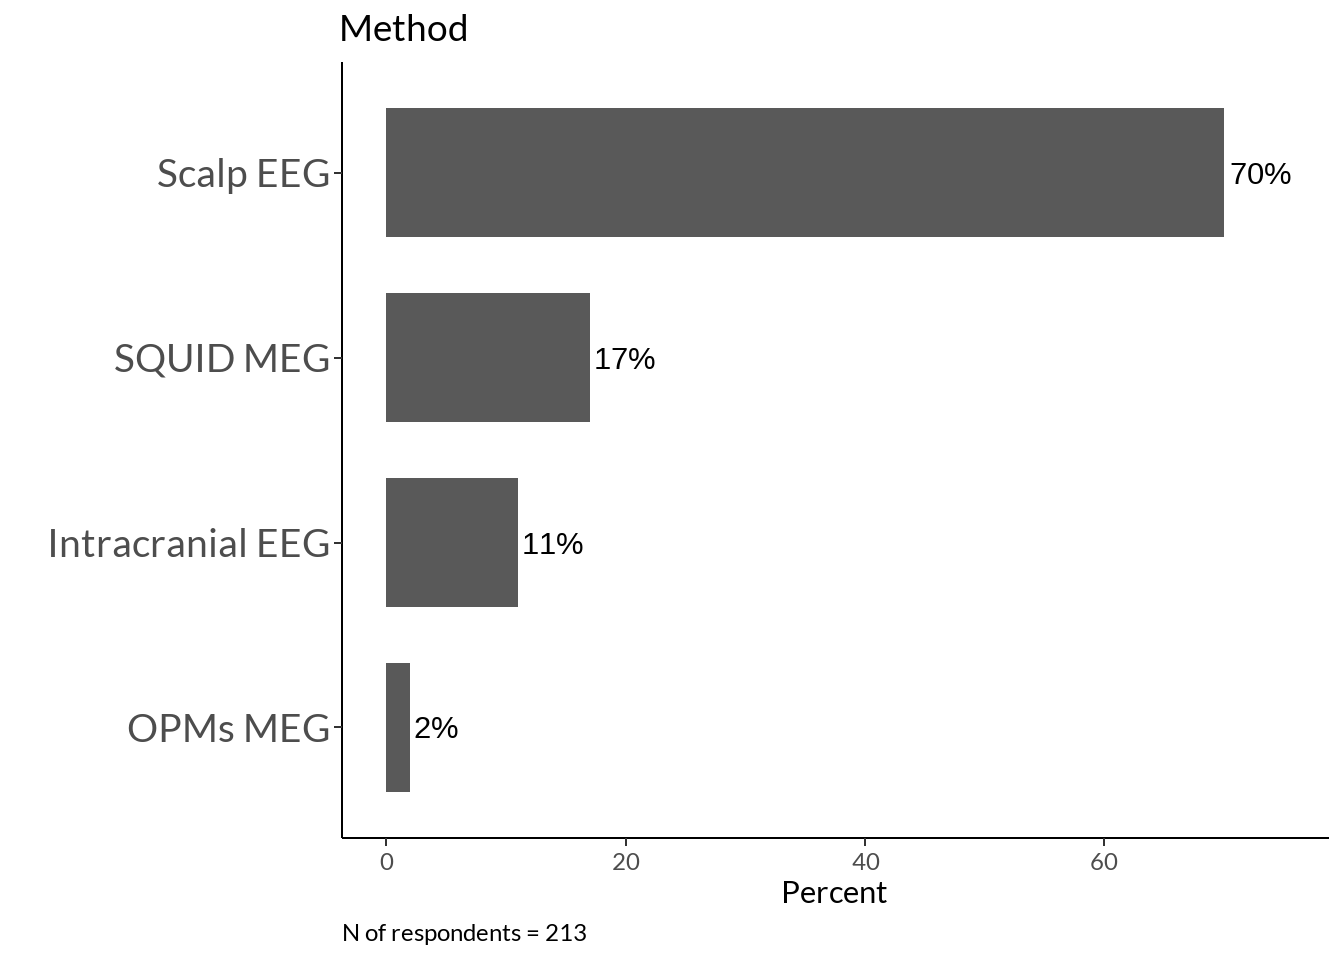 Method
Scalp EEG
70%
SQUID MEG
17%
Intracranial EEG
11%
OPMs MEG
2%
0 20 40 60
Percent
N of respondents = 213